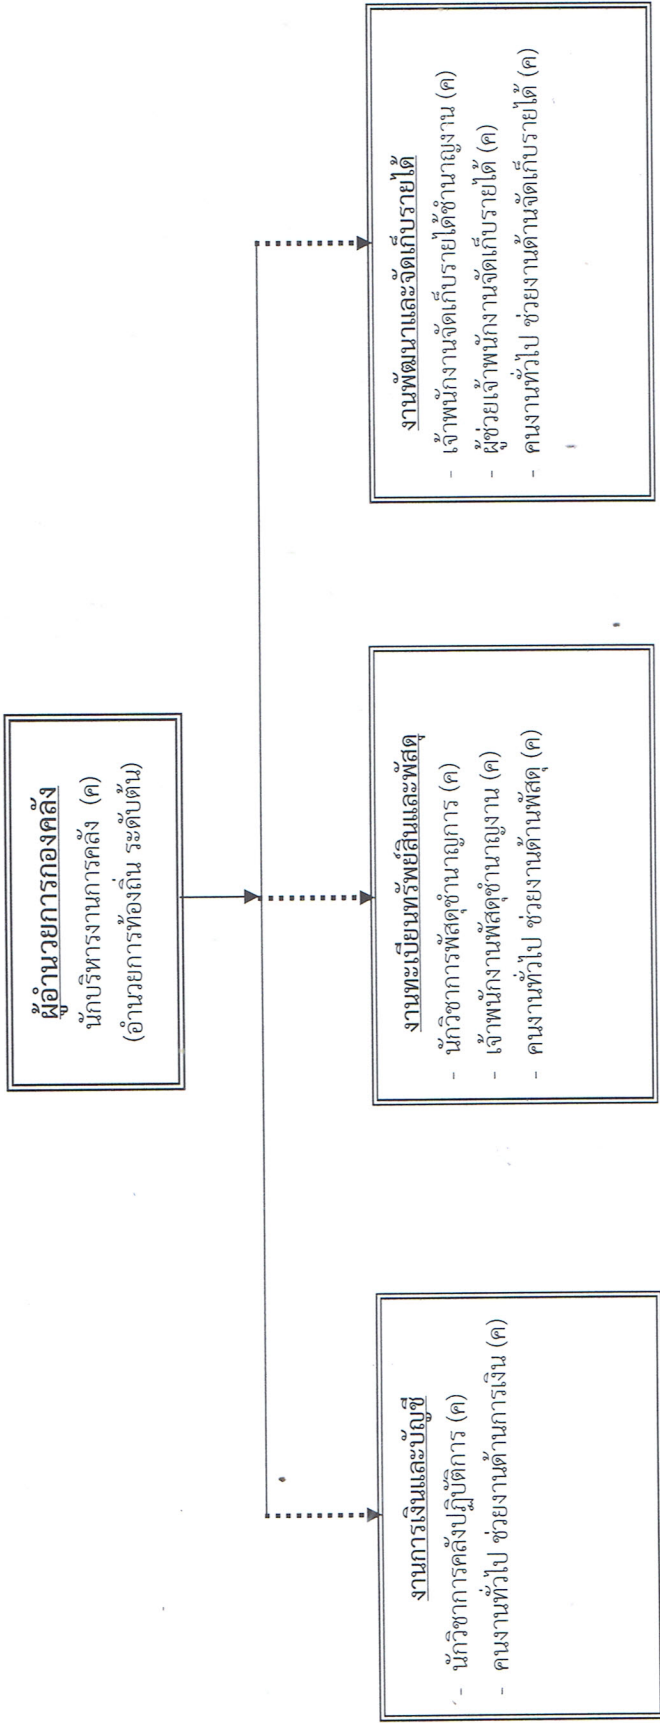 ผู้อำนวยการกองคลัง
นักบริหารงานการคลัง (ค)
(อำนวยการท้องถิ่น ระดับต้น)
งานการเงินและบัญชี
- นักวิชาการคลังปฏิบัติการ (ค)
- คนงานทั่วไป ช่วยงานด้านการเงิน (ค)
งานทะเบียนทรัพย์สินและพัสดุ
- นักวิชาการพัสดุชำนาญการ (ค)
- เจ้าพนักงานพัสดุชำนาญงาน (ค)
- คนงานทั่วไป ช่วยงานด้านพัสดุ (ค)
งานพัฒนาและจัดเก็บรายได้
- เจ้าพนักงานจัดเก็บรายได้ชำนาญงาน (ค)
- ผู้ช่วยเจ้าพนักงานจัดเก็บรายได้ (ค)
- คนงานทั่วไป ช่วยงานด้านจัดเก็บรายได้ (ค)